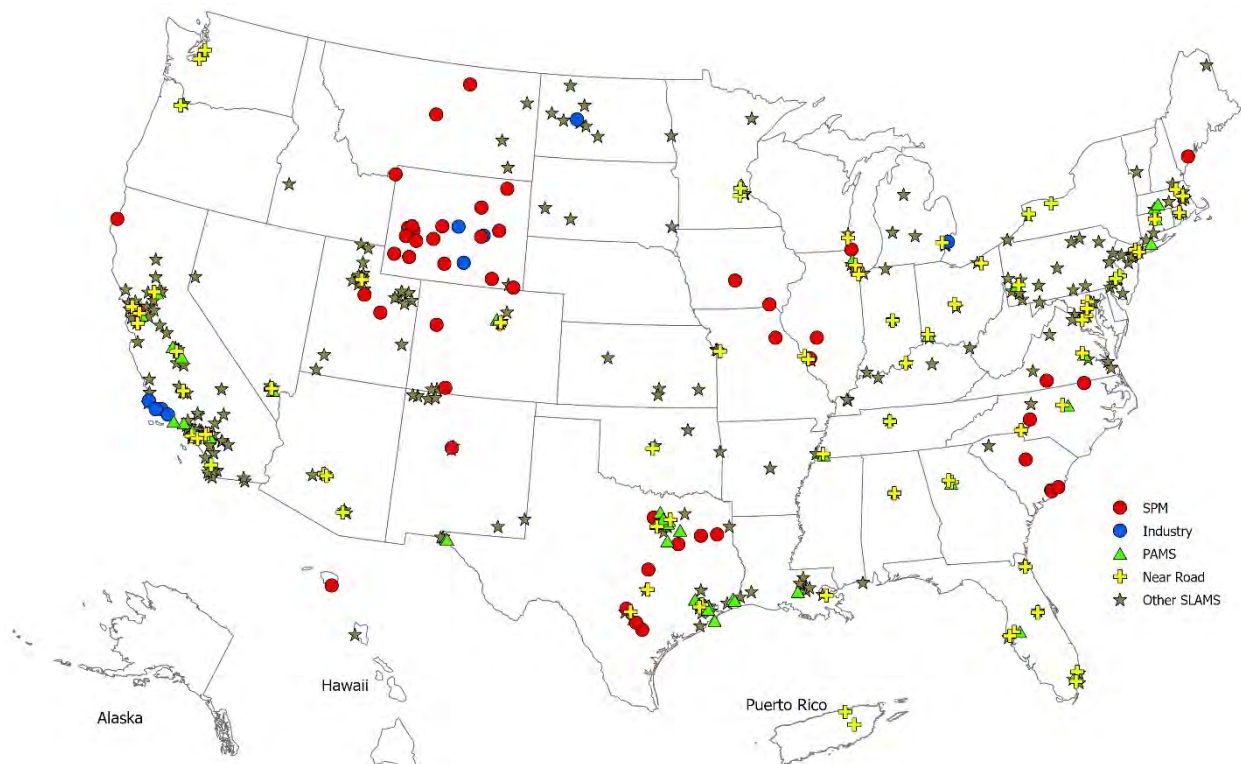 SPM
Industry
PAMS
Near Road
Other SLAMS
Hawaii
Puerto Rico
Alaska